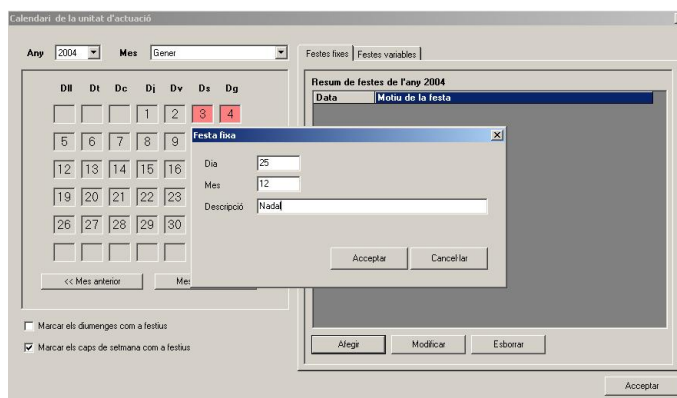 Calendari de la unitat d'actuació
Any 2004 Mes Gener
Festes fixes Festes variables
Dll Dt Dc Dj Dv Ds Dg
1 2 3 4
5 6 7 8 9
12 13 14 15 16
19 20 21 22 23
26 27 28 29 30
<< Mes anterior
Marcar els diumenges com a festius
Marcar els caps de setmana com a festius
Resum de festes de l'any 2004
Data Motiu de la festa
Festa fixa
Dia 25
Mes 12
Descripció Nadal
Acceptar Cancel·lar
Afegir Modificar Esborrar
Acceptar